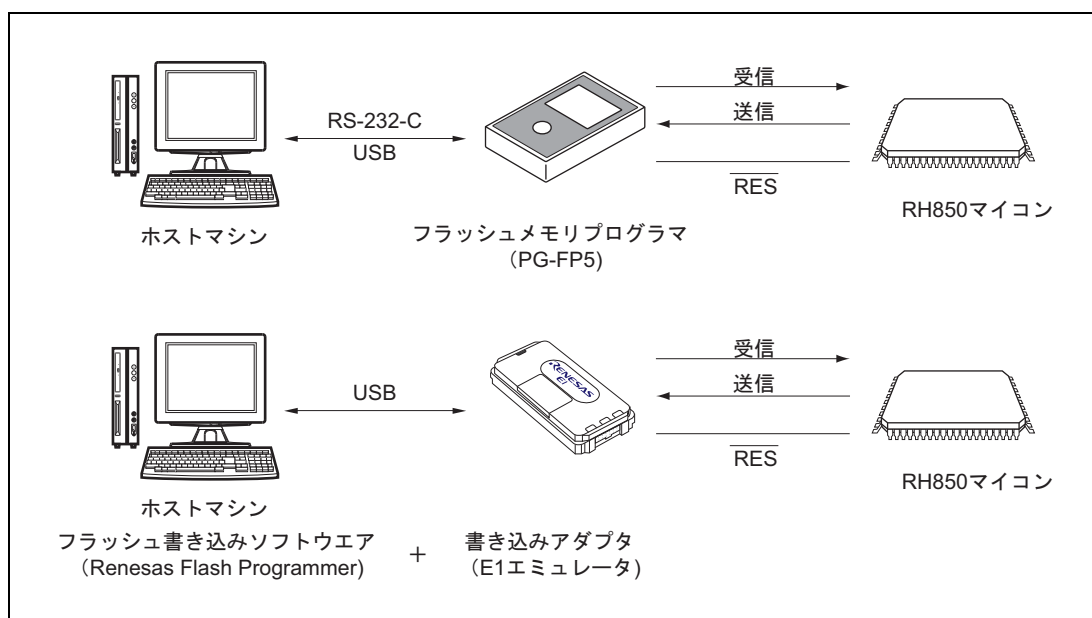 RS-232-C
USB
受信
送信
RES
ホストマシン
フラッシュメモリプログラマ
（PG-FP5)
RH850マイコン
USB
RENESAS
E1
受信
送信
RES
ホストマシン
RH850マイコン
フラッシュ書き込みソフトウエア
（Renesas Flash Programmer)
+
書き込みアダプタ
（E1エミュレータ)